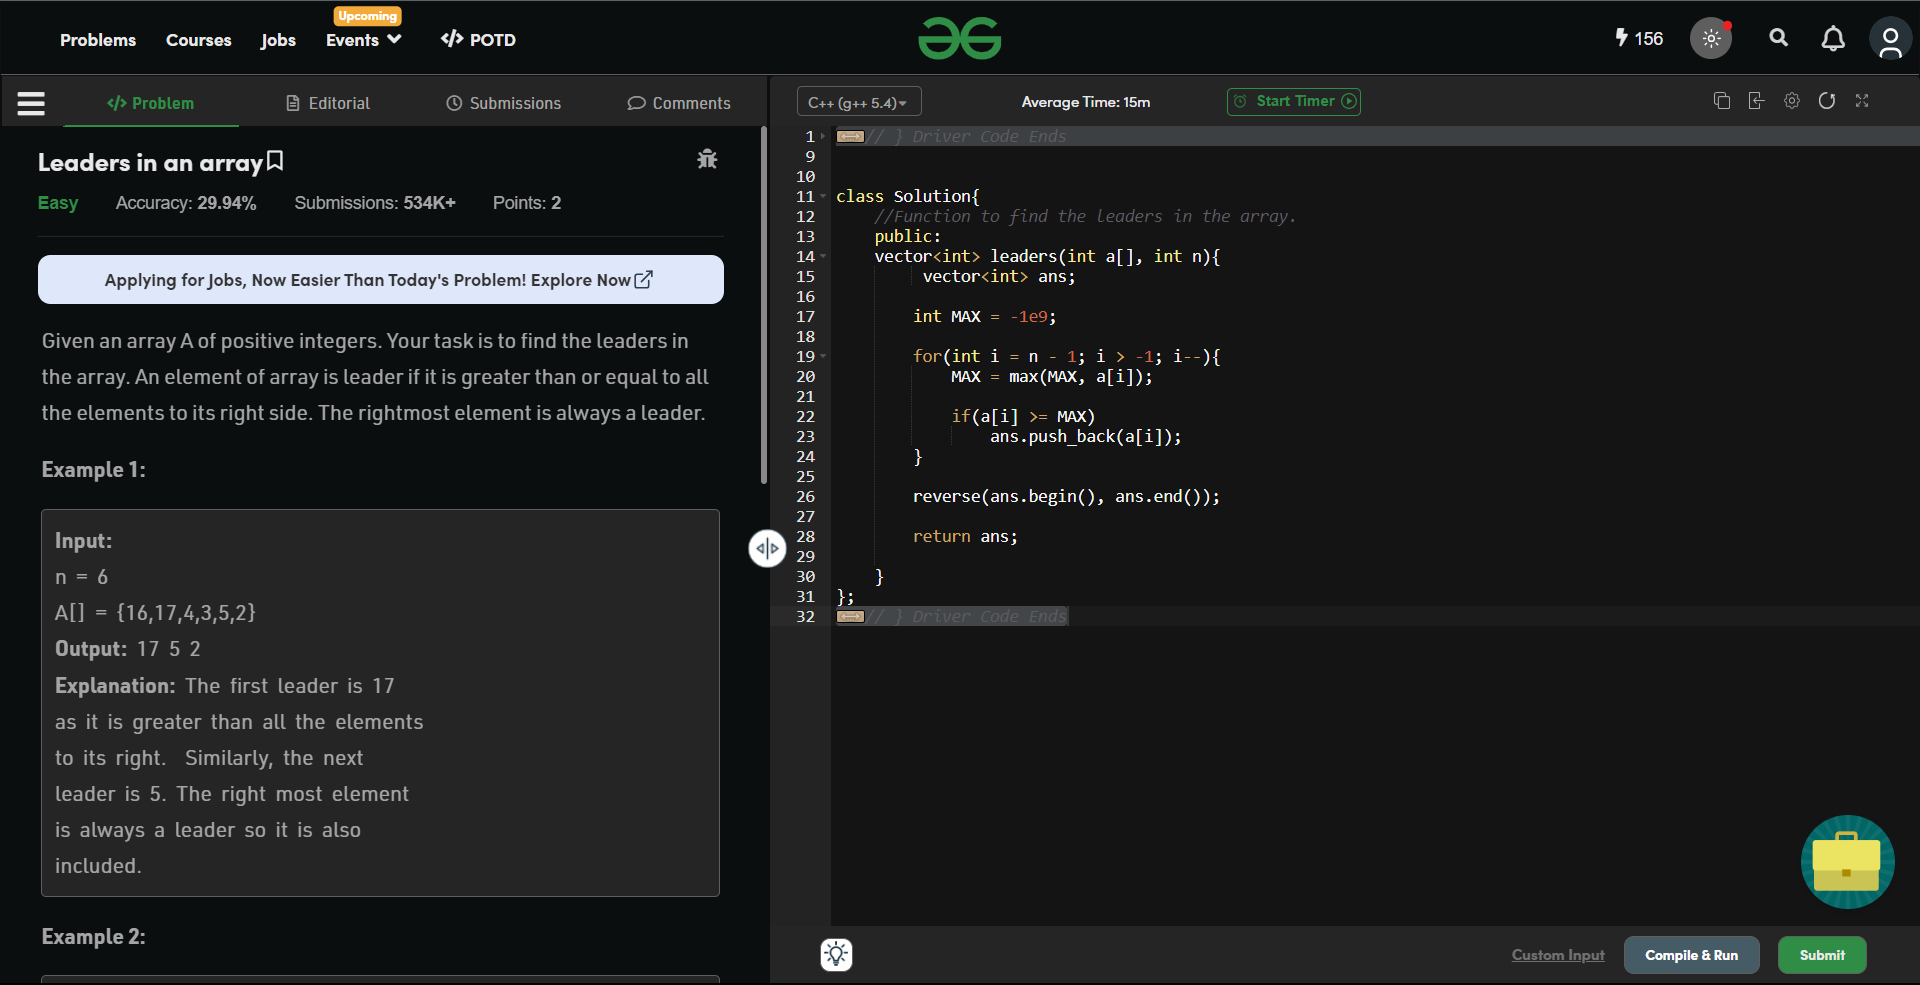 Upcoming
Problems Courses Jobs Events </> POTD
156
</> Problem Editorial Submissions Comments
C++ (g++ 5.4) Average Time: 15m Start Timer
Leaders in an array
Easy Accuracy: 29.94% Submissions: 534K+ Points: 2
Applying for Jobs, Now Easier Than Today's Problem! Explore Now
Given an array A of positive integers. Your task is to find the leaders in
the array. An element of array is leader if it is greater than or equal to all
the elements to its right side. The rightmost element is always a leader.
Example 1:
Input:
n = 6
A[] = {16,17,4,3,5,2}
Output: 17 5 2
Explanation: The first leader is 17
as it is greater than all the elements
to its right. Similarly, the next
leader is 5. The right most element
is always a leader so it is also
included.
Example 2:
1 // } Driver Code Ends
9
10
11 class Solution{
12 //Function to find the leaders in the array.
13 public:
14 vector<int> leaders(int a[], int n){
15 vector<int> ans;
16
17 int MAX = -1e9;
18
19 for(int i = n - 1; i > -1; i--){
20 MAX = max(MAX, a[i]);
21
22 if(a[i] >= MAX)
23 ans.push_back(a[i]);
24 }
25
26 reverse(ans.begin(), ans.end());
27
28 return ans;
29
30 }
31 };
32 // } Driver Code Ends
Custom Input Compile & Run Submit